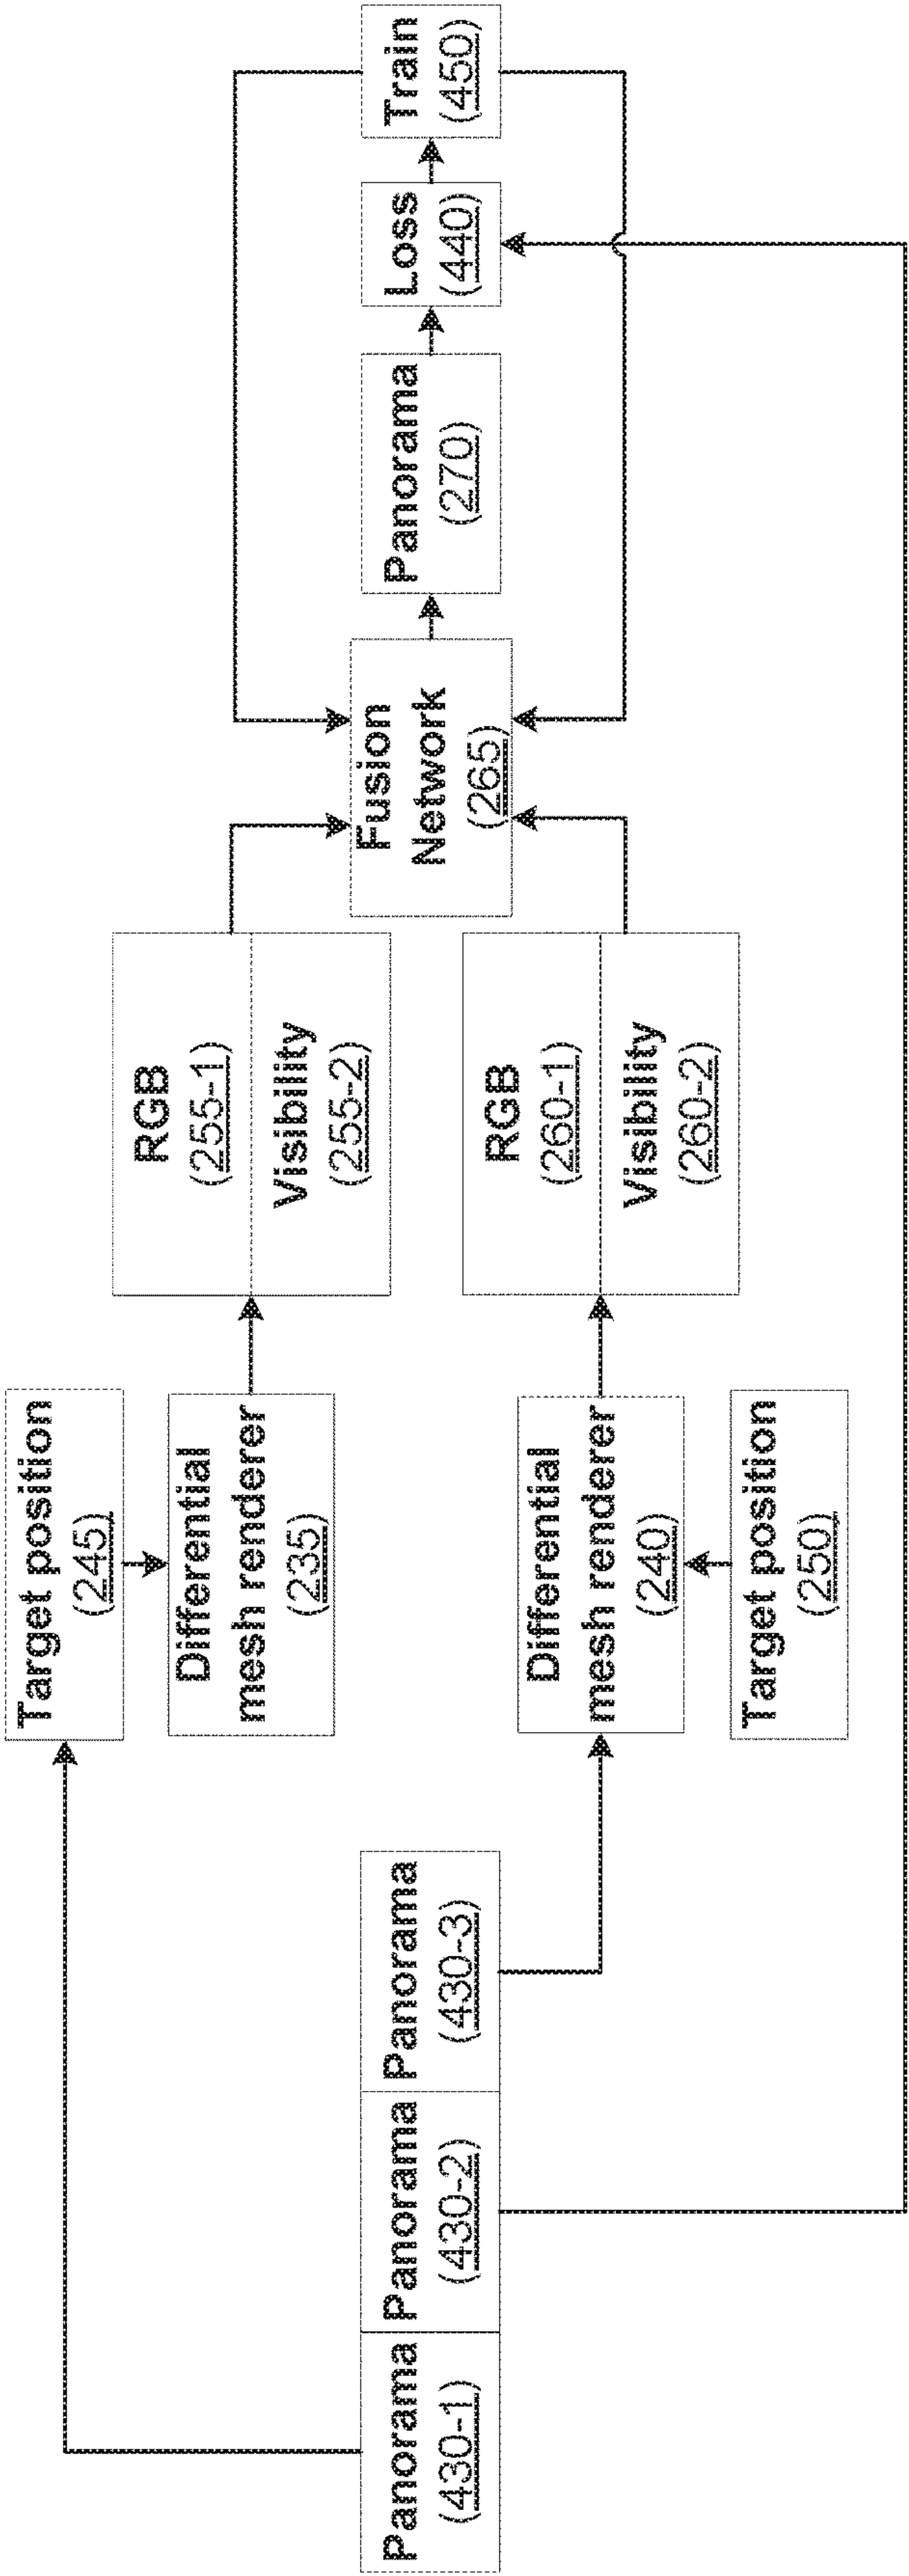 Panorama
(430-1)
Panorama
(430-2)
Panorama
(430-3)
Target position
(245)
Differential
mesh renderer
(235)
Differential
mesh renderer
(240)
Target position
(250)
RGB
(255-1)
Visibility
(255-2)
RGB
(260-1)
Visibility
(260-2)
Fusion
Network
(265)
Panorama
(270)
Loss
(440)
Train
(450)